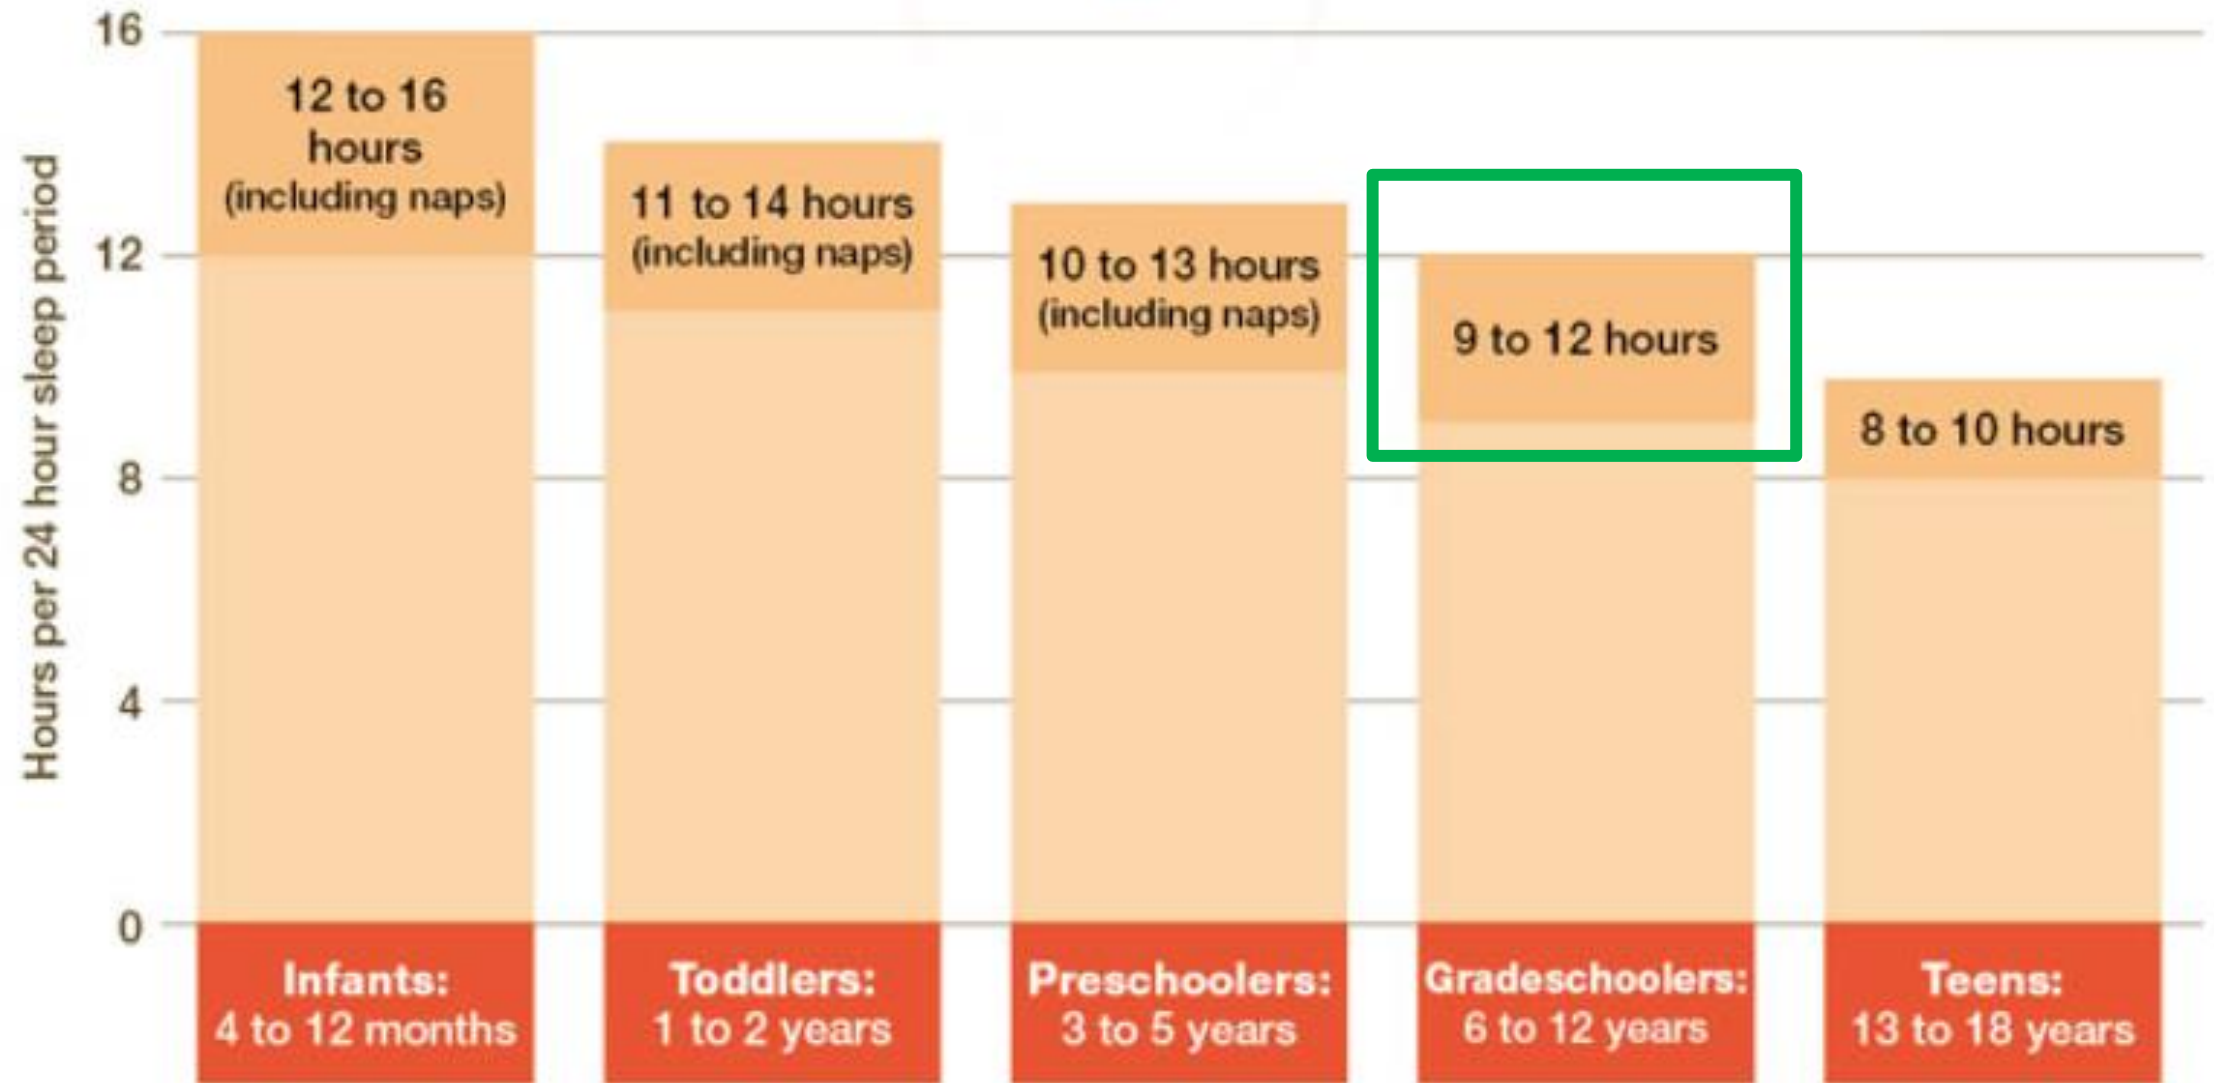 Hours per 24 hour sleep period
16
12
8
4
0
12 to 16
hours
(including naps)
11 to 14 hours
(including naps)
10 to 13 hours
(including naps)
9 to 12 hours
8 to 10 hours
Infants:
4 to 12 months
Toddlers:
1 to 2 years
Preschoolers:
3 to 5 years
Gradeschoolers:
6 to 12 years
Teens:
13 to 18 years